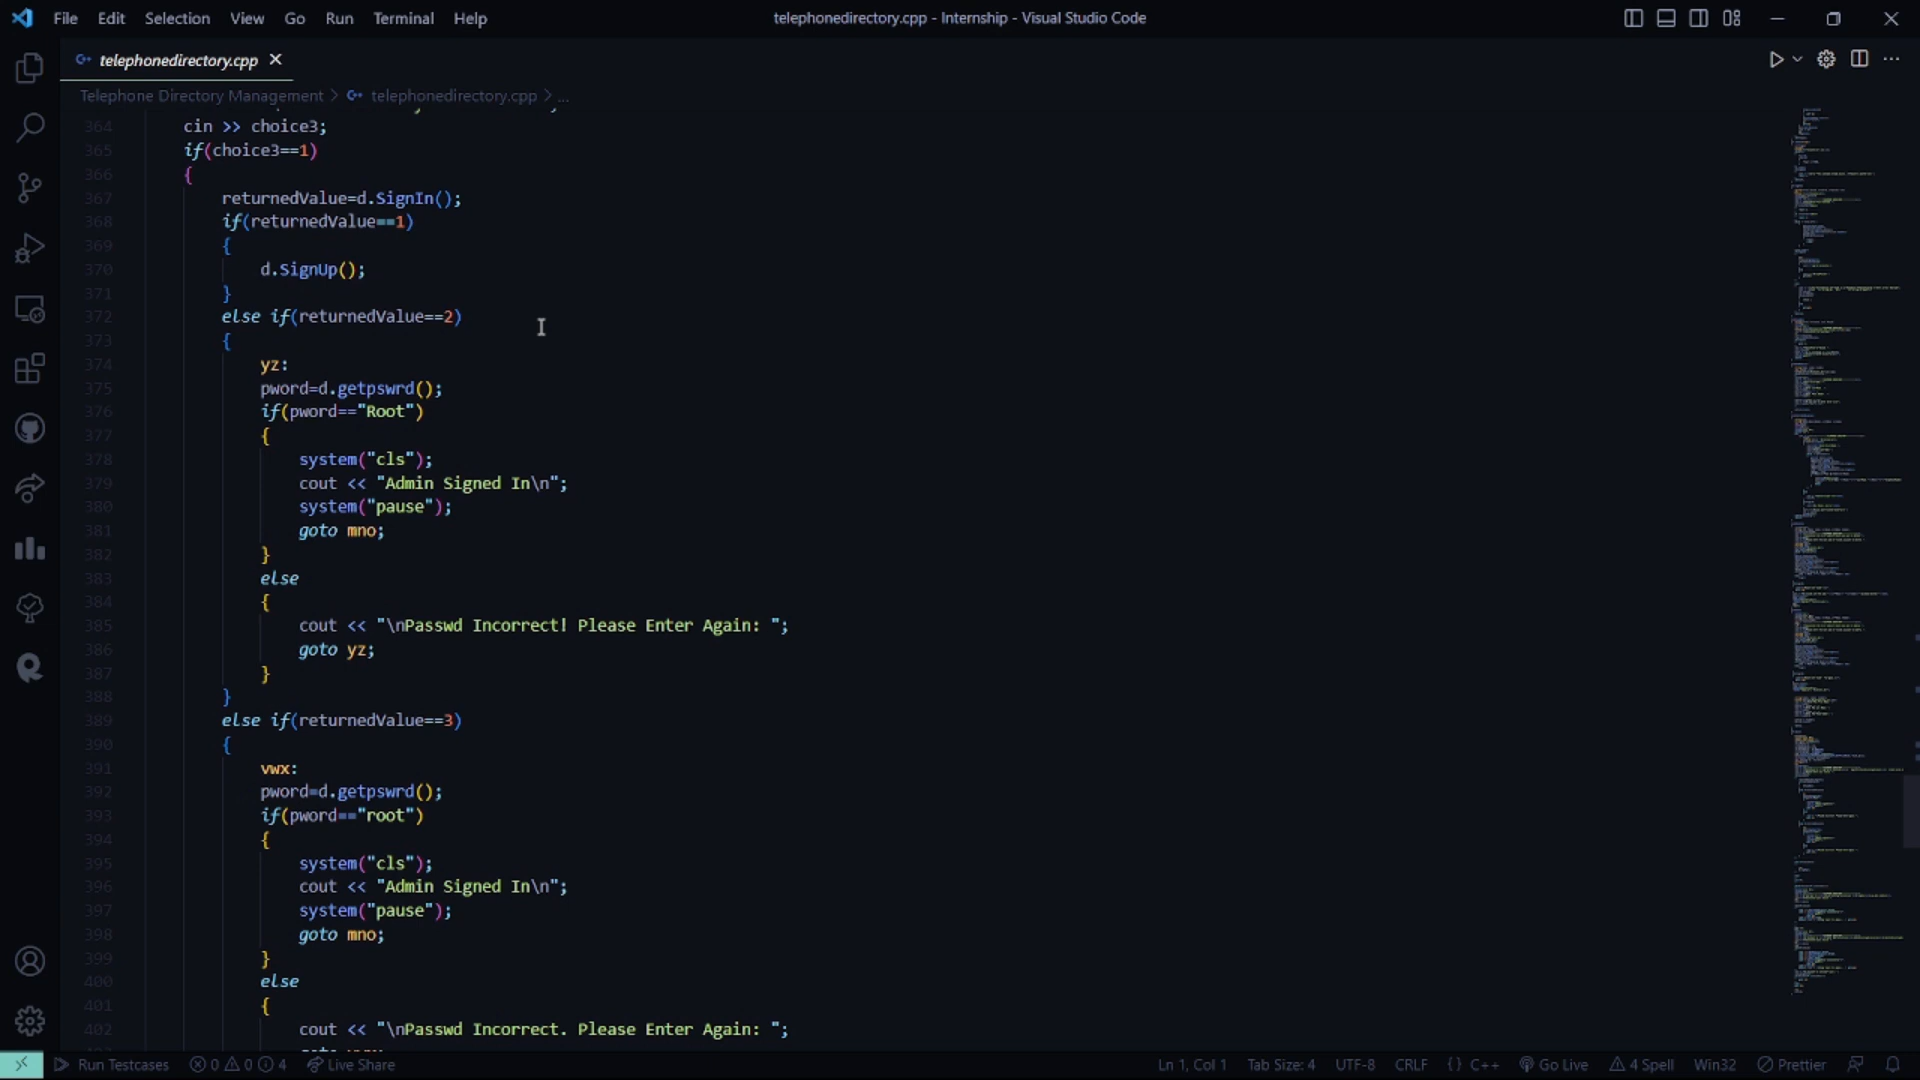 File Edit Selection View Go Run Terminal Help
telephonedirectory.cpp - Internship - Visual Studio Code
telephonedirectory.cpp
Telephone Directory Management > telephonedirectory.cpp > ...
364 cin >> choice3;
365 if(choice3==1)
366 {
367 returnedValue=d.SignIn();
368 if(returnedValue==1)
369 {
370 d.SignUp();
371 }
372 else if(returnedValue==2)
373 {
374 yz:
375 pword=d.getpswrd();
376 if(pword=="Root")
377 {
378 system("cls");
379 cout << "Admin Signed In\n";
380 system("pause");
381 goto mno;
382 }
383 else
384 {
385 cout << "\nPasswd Incorrect! Please Enter Again: ";
386 goto yz;
387 }
388 }
389 else if(returnedValue==3)
390 {
391 vwx:
392 pword=d.getpswrd();
393 if(pword=="root")
394 {
395 system("cls");
396 cout << "Admin Signed In\n";
397 system("pause");
398 goto mno;
399 }
400 else
401 {
402 cout << "\nPasswd Incorrect. Please Enter Again: ";
Run Testcases 0 0 4 Live Share Ln 1, Col 1 Tab Size: 4 UTF-8 CRLF {} C++ Go Live 4 Spell Win32 Prettier